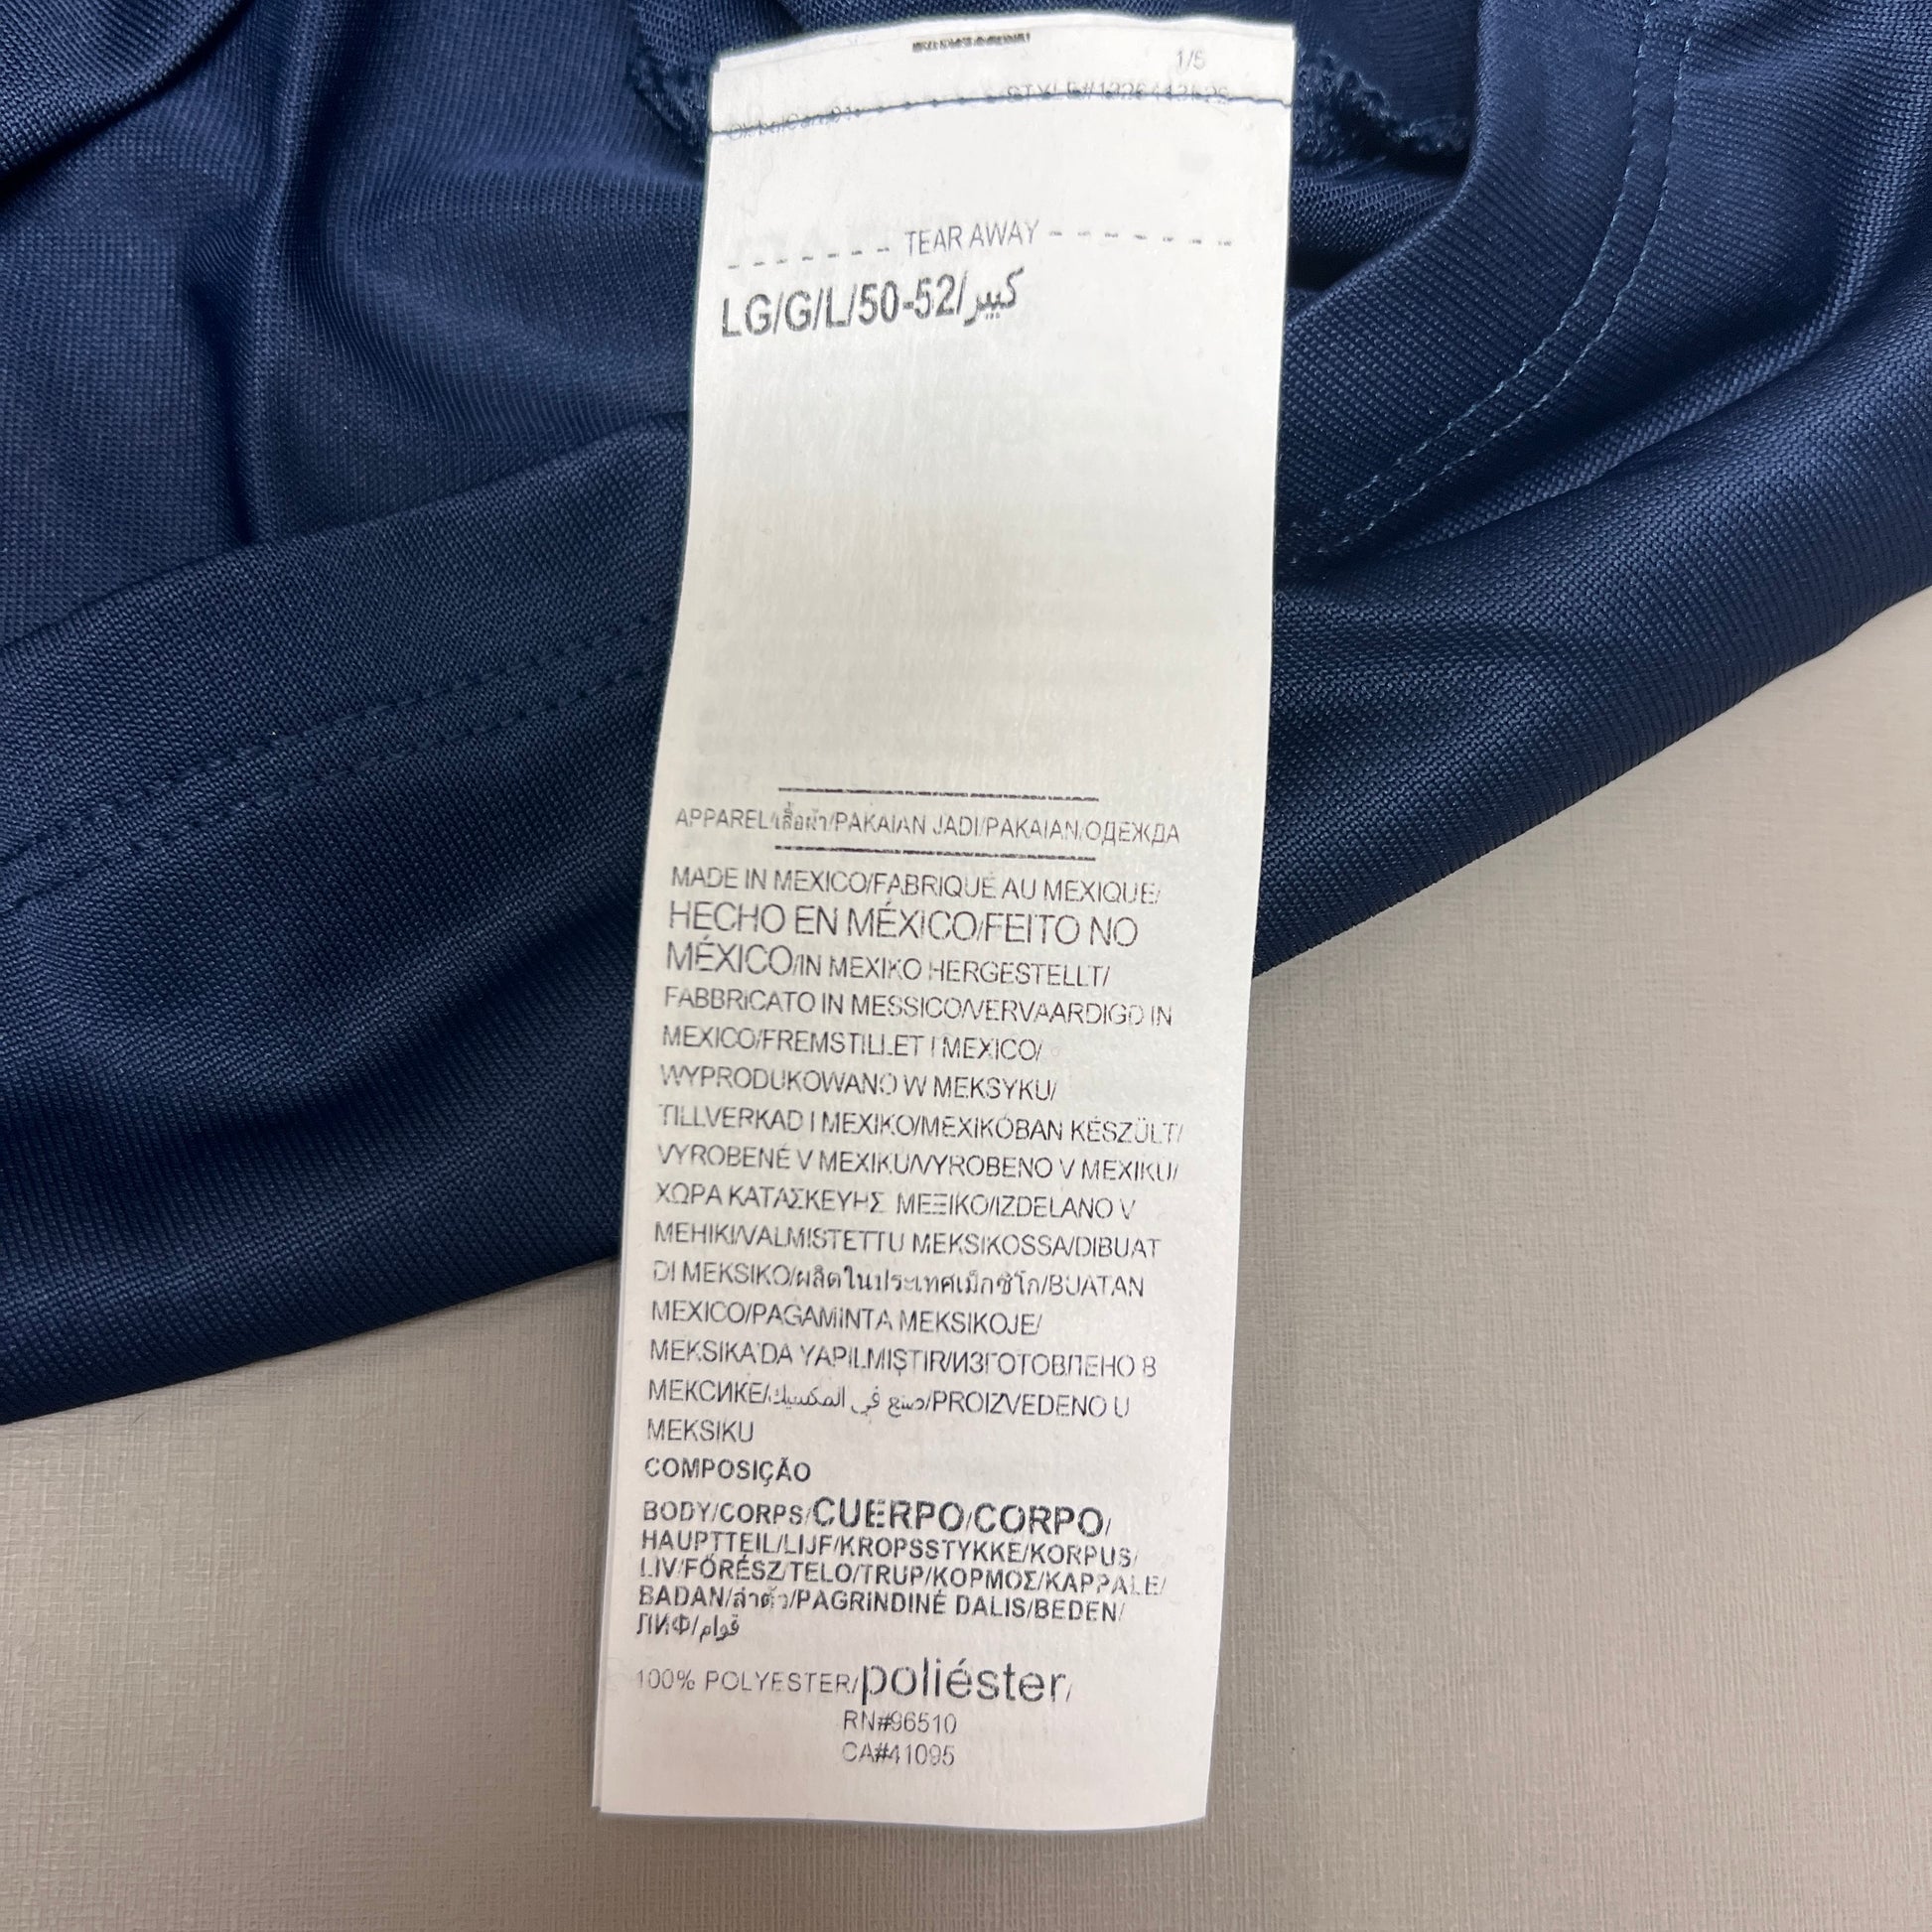 1/5
TEAR AWAY
LG/G/L/50-52/كبير
APPAREL/เสื้อผ้า/PAKAIAN JADI/PAKAIAN/ОДЕЖДА
MADE IN MEXICO/FABRIQUÉ AU MEXIQUE/
HECHO EN MÉXICO/FEITO NO
MÉXICO/IN MEXIKO HERGESTELLT/
FABBRICATO IN MESSICO/VERVAARDIGD IN
MEXICO/FREMSTILLET I MEXICO/
WYPRODUKOWANO W MEKSYKU/
TILLVERKAD I MEXIKO/MEXIKÓBAN KÉSZÜLT/
VYROBENÉ V MEXIKU/VYROBENO V MEXIKU/
ΧΩΡΑ ΚΑΤΑΣΚΕΥΗΣ ΜΕΞΙΚΟ/IZDELANO V
MEHIKI/VALMISTETTU MEKSIKOSSA/DIBUAT
DI MEKSIKO/ผลิตในประเทศเม็กซิโก/BUATAN
MEXICO/PAGAMINTA MEKSIKOJE/
MEKSIKA'DA YAPILMIŞTIR/ИЗГОТОВЛЕНО В
МЕКСИКЕ/صنع في المكسيك/PROIZVEDENO U
MEKSIKU
COMPOSIÇÃO
BODY/CORPS/CUERPO/CORPO/
HAUPTTEIL/LIJF/KROPSSTYKKE/KORPUS/
LIV/FŐRÉSZ/TELO/TRUP/ΚΟΡΜΟΣ/KAPPALE/
BADAN/ลำตัว/PAGRINDINĖ DALIS/BEDEN/
ЛИФ/قوام
100% POLYESTER/poliéster/
RN#96510
CA#41095